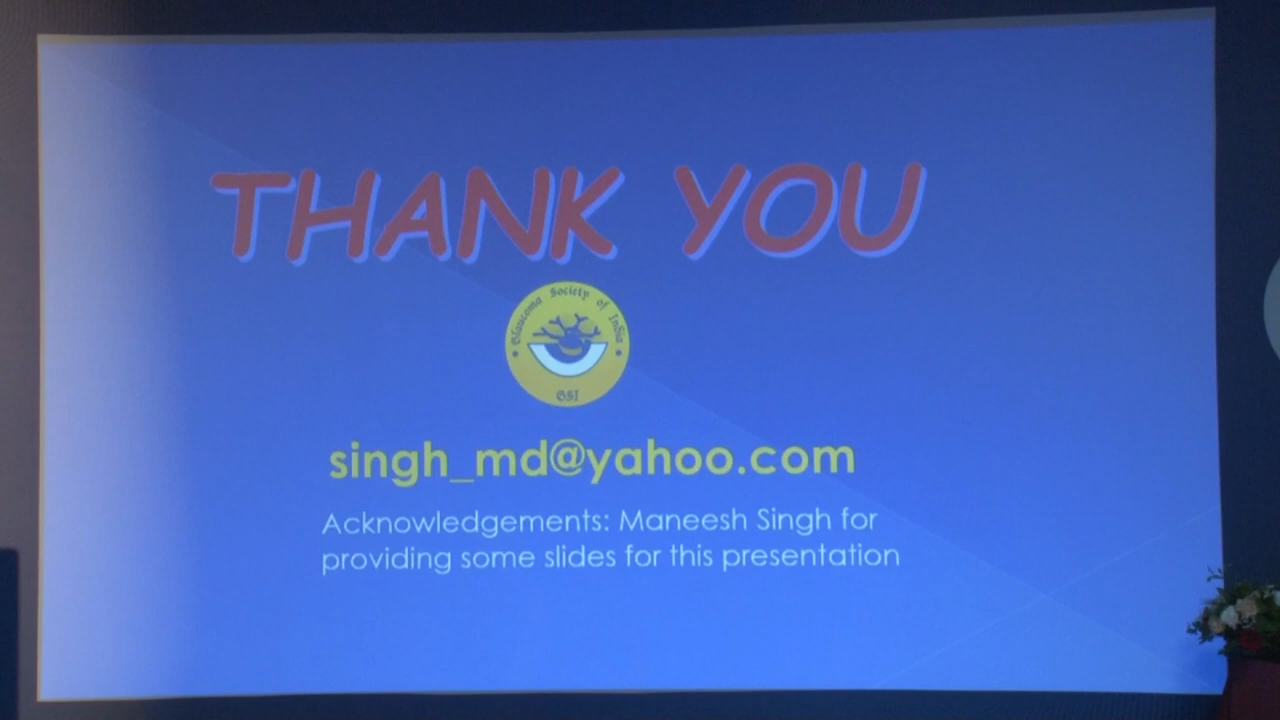 THANK YOU
Glaucoma Society of India
GSI
singh_md@yahoo.com
Acknowledgements: Maneesh Singh for
providing some slides for this presentation